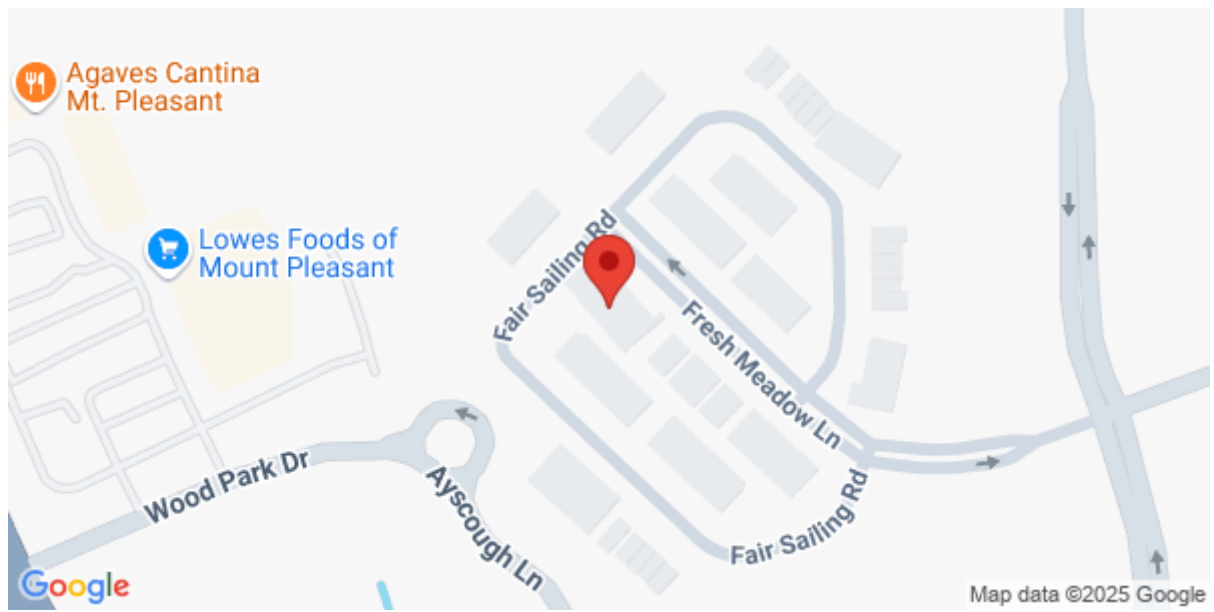 Agaves Cantina
Mt. Pleasant
Lowes Foods of
Mount Pleasant
Fair Sailing Rd
Fresh Meadow Ln
Wood Park Dr
Ayscough Ln
Fair Sailing Rd
Google
Map data ©2025 Google